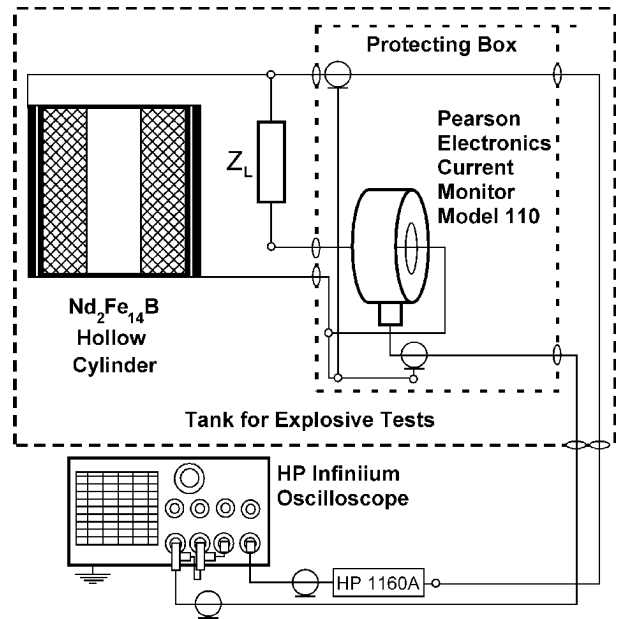 Protecting Box
Pearson
Electronics
Current
Monitor
Model 110
Z_L
Nd₂Fe₁₄B
Hollow
Cylinder
Tank for Explosive Tests
HP Infiniium
Oscilloscope
HP 1160A